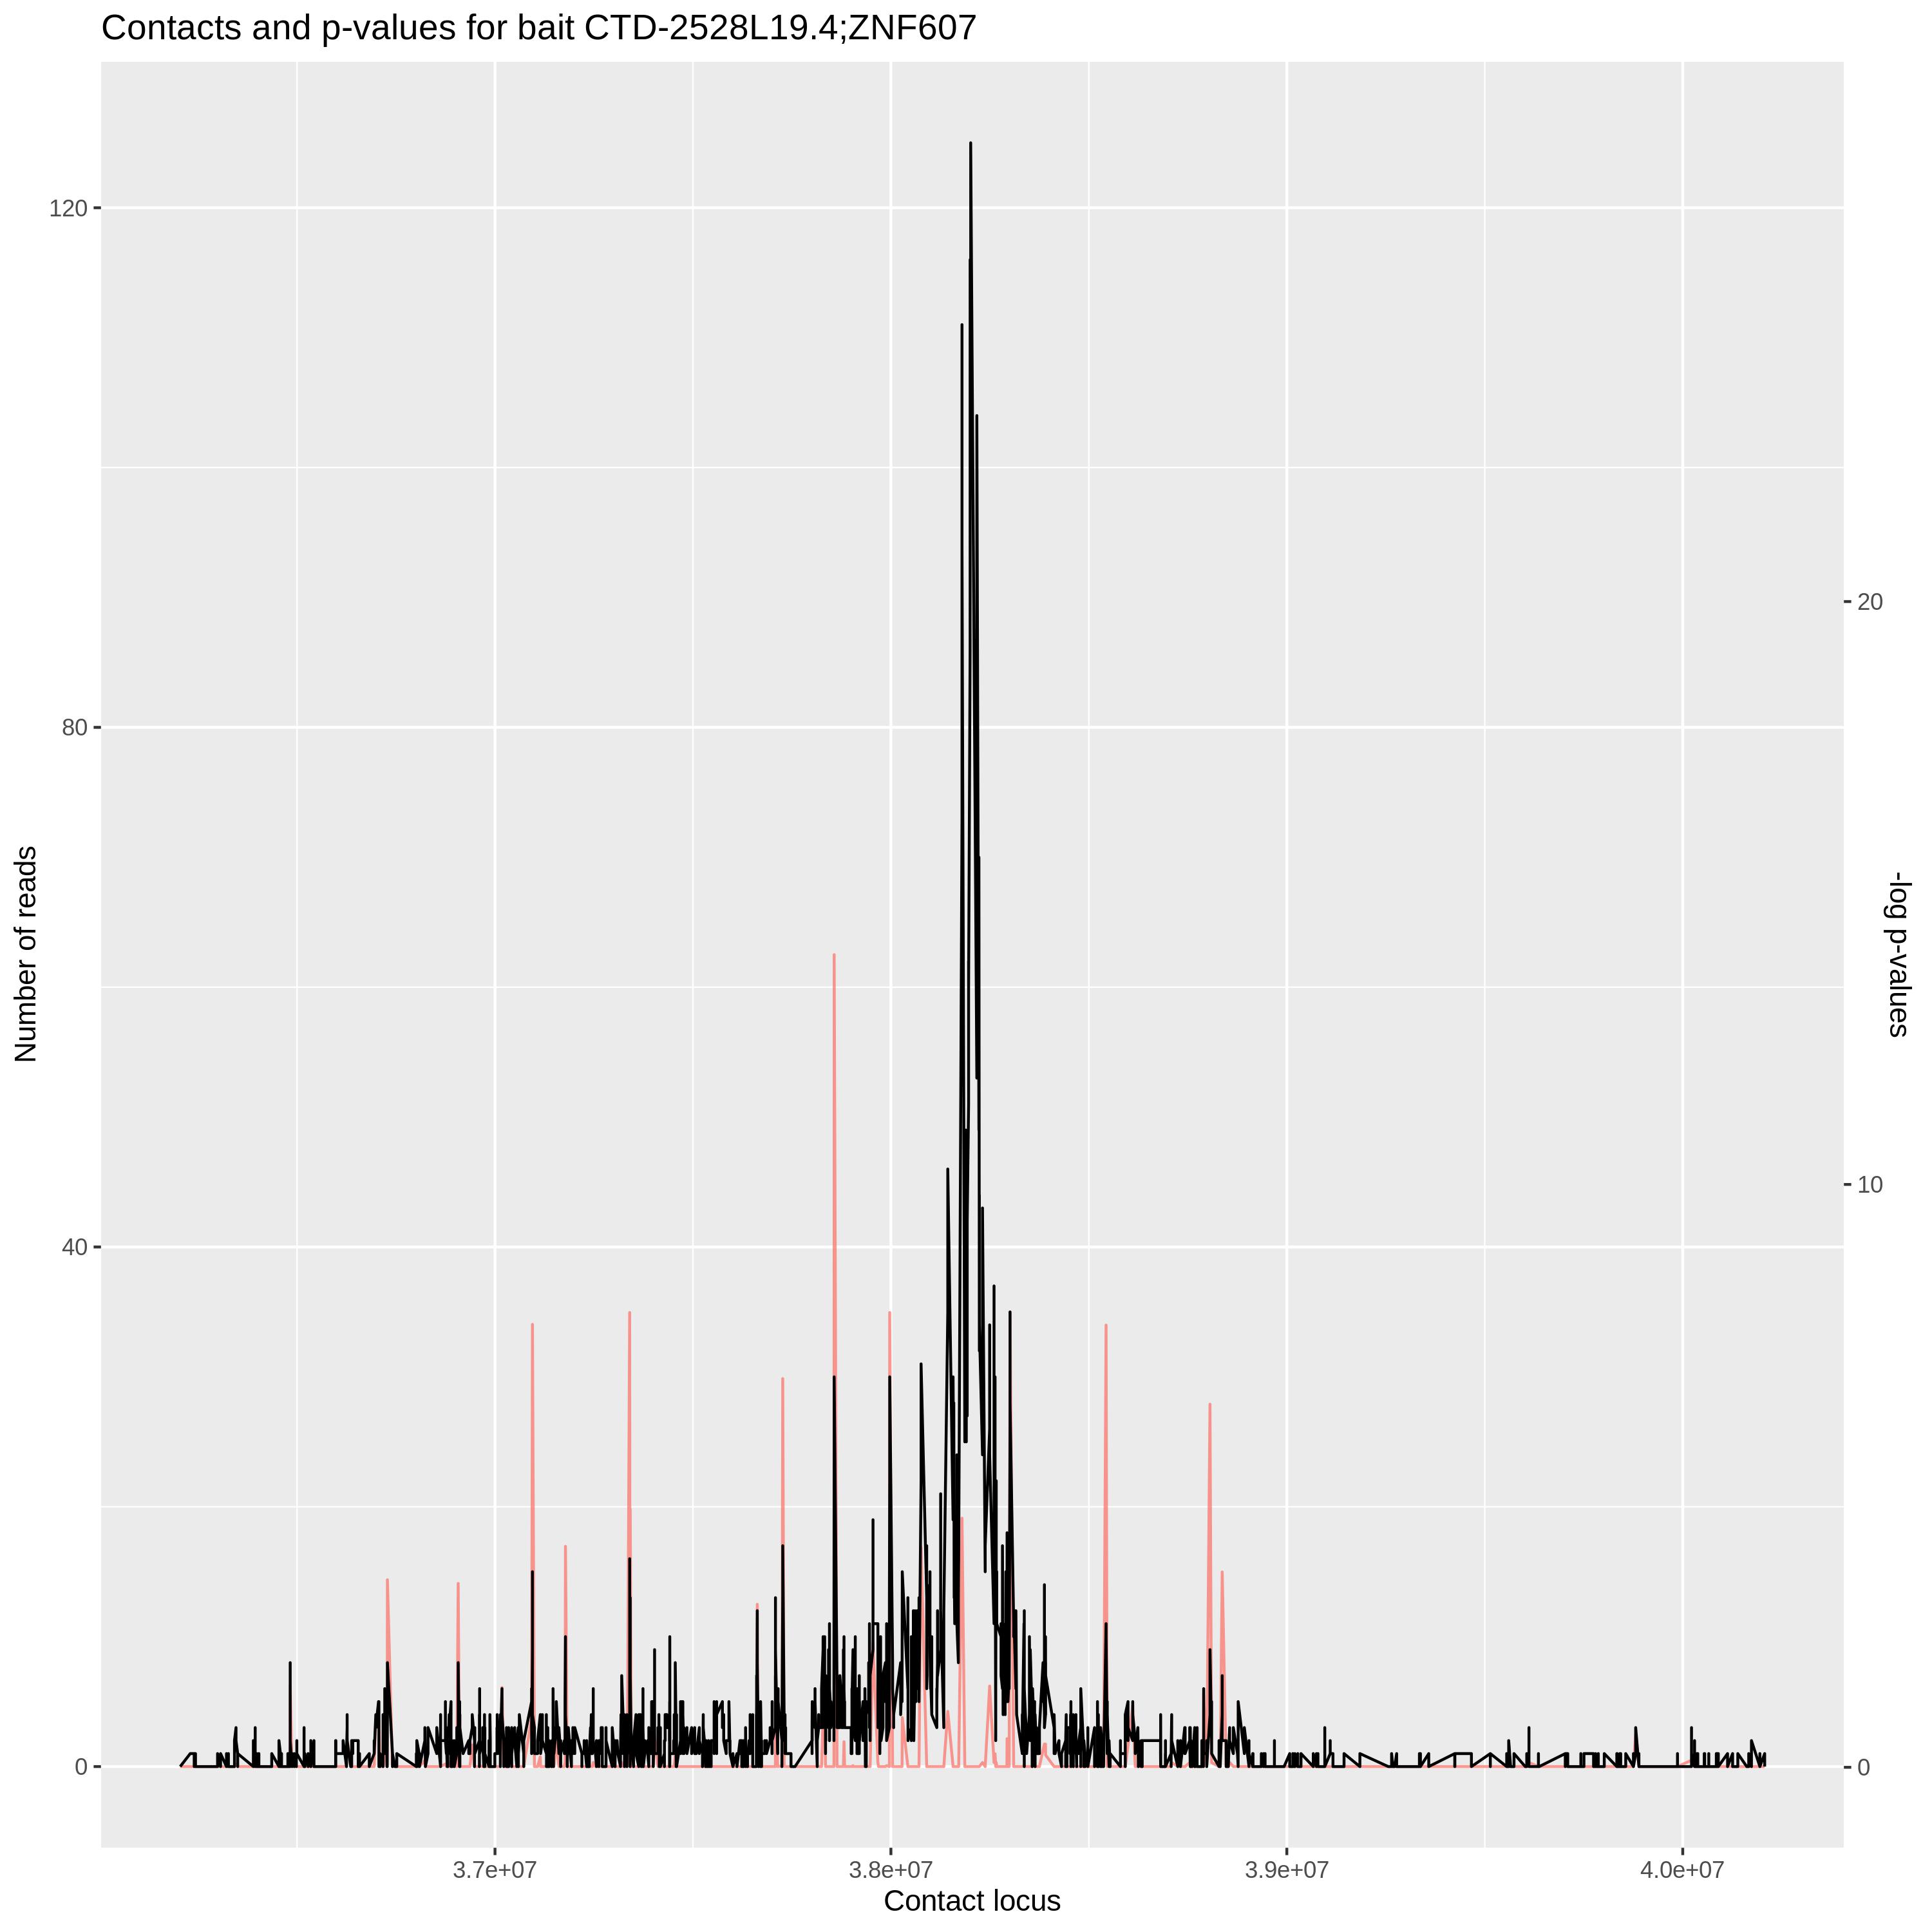 Contacts and p-values for bait CTD-2528L19.4;ZNF607
120
80
40
0
Number of reads
20
10
0
-log p-values
3.7e+07
3.8e+07
3.9e+07
4.0e+07
Contact locus